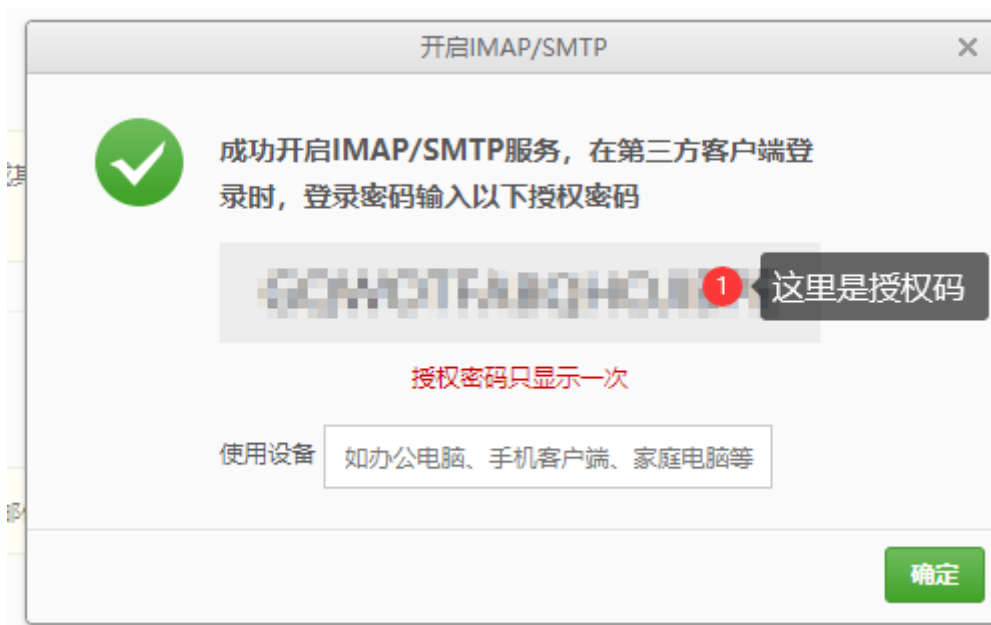 开启IMAP/SMTP
成功开启IMAP/SMTP服务，在第三方客户端登
录时，登录密码输入以下授权密码
1 这里是授权码
授权密码只显示一次
使用设备 如办公电脑、手机客户端、家庭电脑等
确定